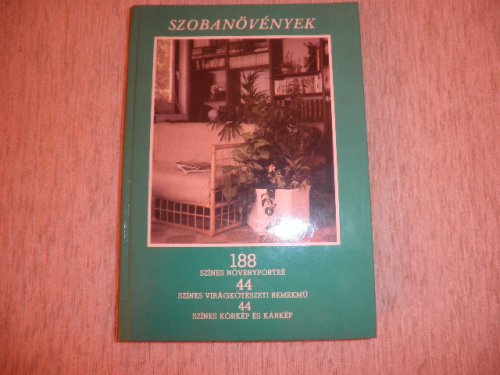 SZOBANÖVÉNYEK
188
SZÍNES NÖVÉNYPORTRÉ
44
SZÍNES VIRÁGKÖTÉSZETI REMEKMŰ
44
SZÍNES KÓRKÉP ÉS KÁRKÉP